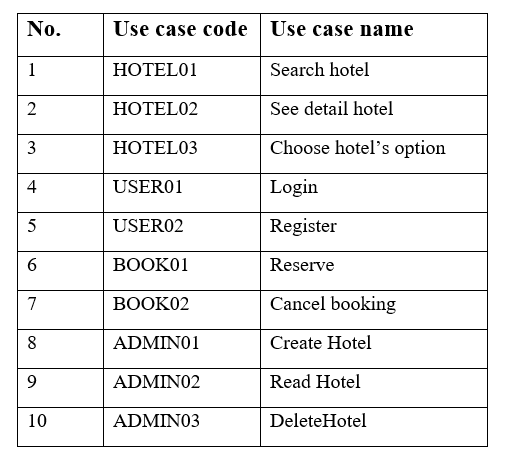 No. Use case code Use case name
1 HOTEL01 Search hotel
2 HOTEL02 See detail hotel
3 HOTEL03 Choose hotel’s option
4 USER01 Login
5 USER02 Register
6 BOOK01 Reserve
7 BOOK02 Cancel booking
8 ADMIN01 Create Hotel
9 ADMIN02 Read Hotel
10 ADMIN03 DeleteHotel